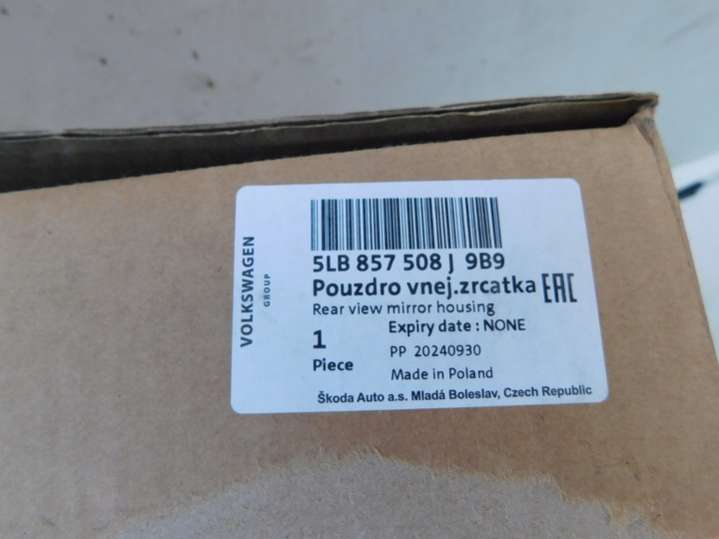 VOLKSWAGEN
GROUP
5LB 857 508 J 9B9
Pouzdro vnej.zrcatka EAC
Rear view mirror housing
1 Expiry date : NONE
Piece PP 20240930
Made in Poland
Škoda Auto a.s. Mladá Boleslav, Czech Republic